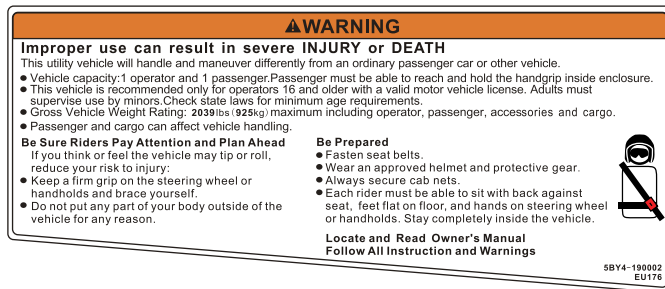 WARNING
Improper use can result in severe INJURY or DEATH
This utility vehicle will handle and maneuver differently from an ordinary passenger car or other vehicle.
● Vehicle capacity:1 operator and 1 passenger.Passenger must be able to reach and hold the handgrip inside enclosure.
● This vehicle is recommended only for operators 16 and older with a valid motor vehicle license. Adults must
supervise use by minors.Check state laws for minimum age requirements.
● Gross Vehicle Weight Rating: 2039lbs(925kg) maximum including operator, passenger, accessories and cargo.
● Passenger and cargo can affect vehicle handling.
Be Sure Riders Pay Attention and Plan Ahead
If you think or feel the vehicle may tip or roll,
reduce your risk to injury:
● Keep a firm grip on the steering wheel or
handholds and brace yourself.
● Do not put any part of your body outside of the
vehicle for any reason.
Be Prepared
● Fasten seat belts.
● Wear an approved helmet and protective gear.
● Always secure cab nets.
● Each rider must be able to sit with back against
seat, feet flat on floor, and hands on steering wheel
or handholds. Stay completely inside the vehicle.
Locate and Read Owner's Manual
Follow All Instruction and Warnings
5BY4-190002
EU176